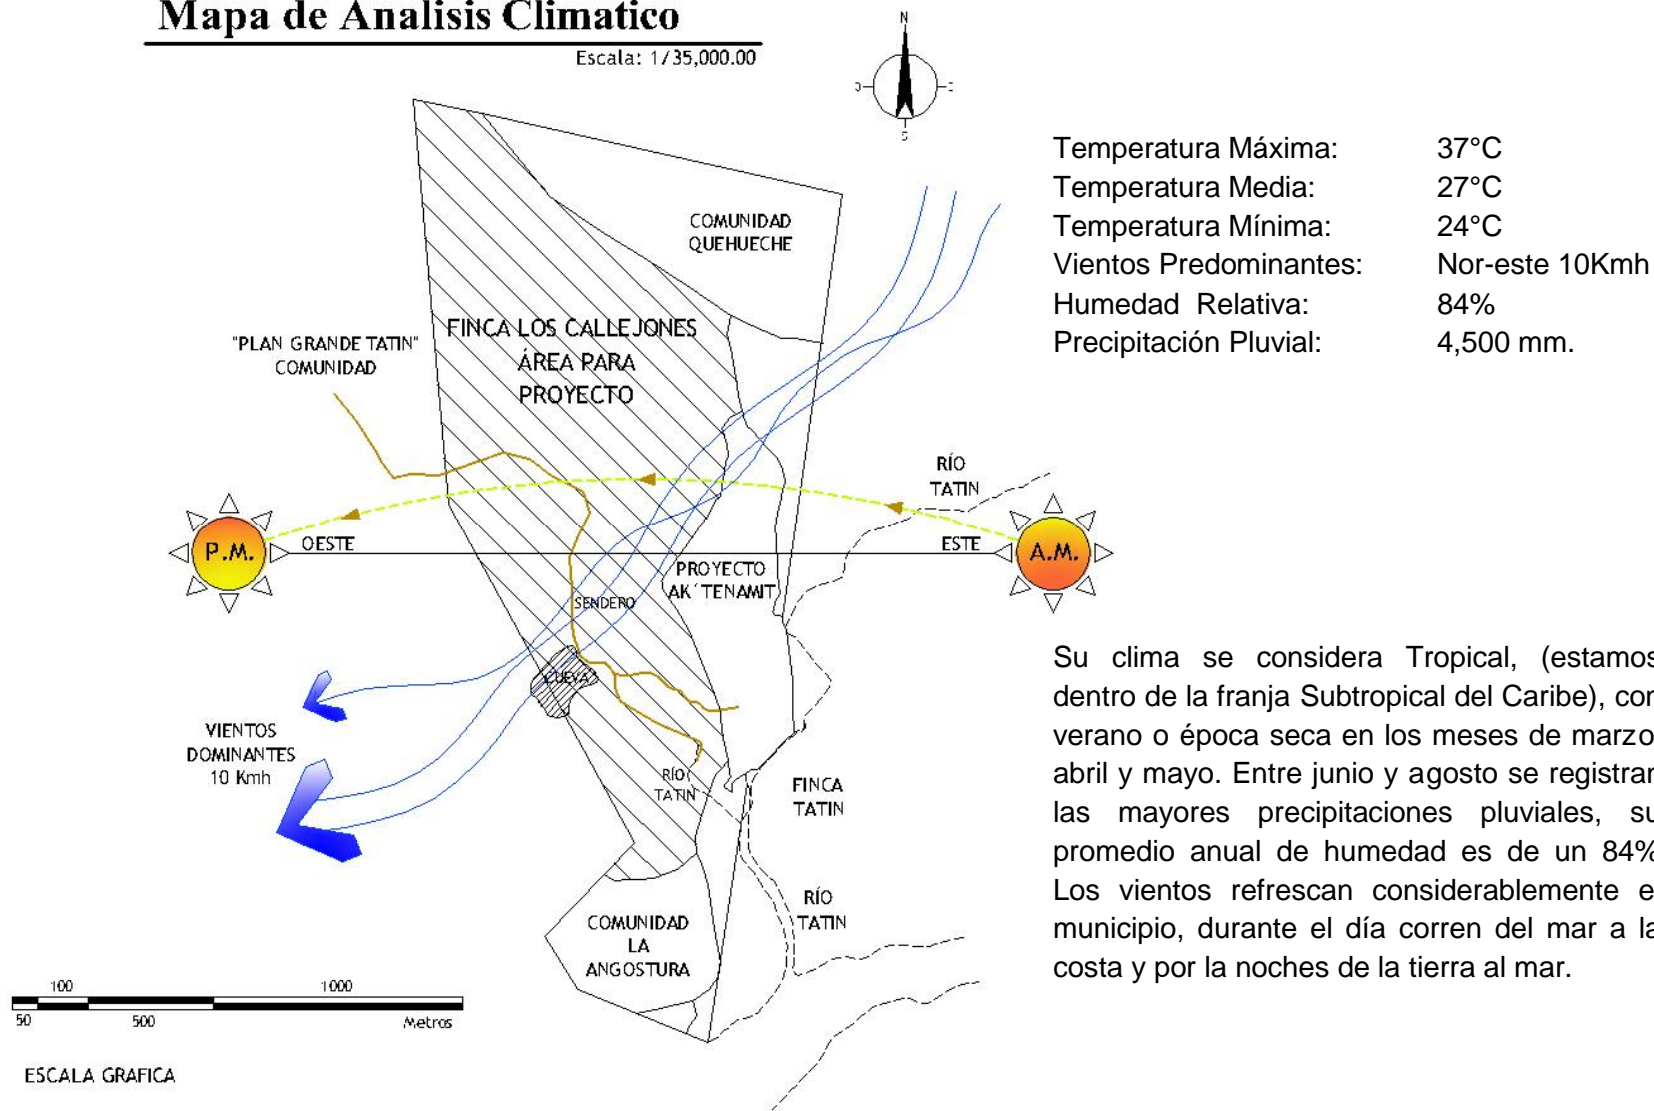 Mapa de Analisis Climatico
Escala: 1/35,000.00
N
S
Temperatura Máxima: 37°C
Temperatura Media: 27°C
Temperatura Mínima: 24°C
Vientos Predominantes: Nor-este 10Kmh
Humedad Relativa: 84%
Precipitación Pluvial: 4,500 mm.
COMUNIDAD
QUEHUECHE
FINCA LOS CALLEJONES
ÁREA PARA
PROYECTO
"PLAN GRANDE TATIN"
COMUNIDAD
RÍO
TATIN
P.M.
OESTE
ESTE
A.M.
PROYECTO
AK´TENAMIT
SENDERO
CUEVA
VIENTOS
DOMINANTES
10 Kmh
RÍO
TATIN
FINCA
TATIN
RÍO
TATIN
COMUNIDAD
LA
ANGOSTURA
Su clima se considera Tropical, (estamos
dentro de la franja Subtropical del Caribe), con
verano o época seca en los meses de marzo
abril y mayo. Entre junio y agosto se registran
las mayores precipitaciones pluviales, su
promedio anual de humedad es de un 84%
Los vientos refrescan considerablemente el
municipio, durante el día corren del mar a la
costa y por la noches de la tierra al mar.
100 1000
50 500 Metros
ESCALA GRAFICA